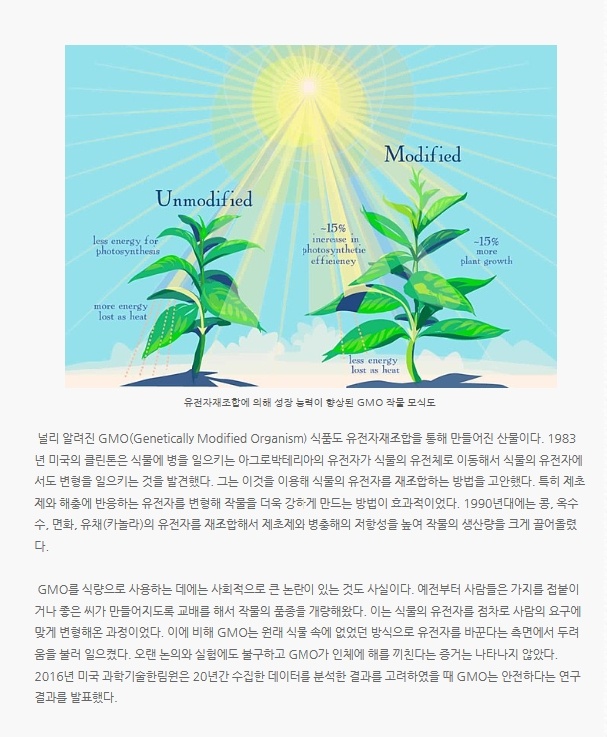 Modified
Unmodified
less energy for
photosynthesis
~15%
increase in
photosynthetic
efficiency
~15%
more
plant growth
more energy
lost as heat
less energy
lost as heat
유전자재조합에 의해 성장 능력이 향상된 GMO 작물 모식도
널리 알려진 GMO(Genetically Modified Organism) 식품도 유전자재조합을 통해 만들어진 산물이다. 1983
년 미국의 클린톤은 식물에 병을 일으키는 아그로박테리아의 유전자가 식물의 유전체로 이동해서 식물의 유전자에
서도 변형을 일으키는 것을 발견했다. 그는 이것을 이용해 식물의 유전자를 재조합하는 방법을 고안했다. 특히 제초
제와 해충에 반응하는 유전자를 변형해 작물을 더욱 강하게 만드는 방법이 효과적이었다. 1990년대에는 콩, 옥수
수, 면화, 유채(카놀라)의 유전자를 재조합해서 제초제와 병충해의 저항성을 높여 작물의 생산량을 크게 끌어올렸
다.
GMO를 식량으로 사용하는 데에는 사회적으로 큰 논란이 있는 것도 사실이다. 예전부터 사람들은 가지를 접붙이
거나 좋은 씨가 만들어지도록 교배를 해서 작물의 품종을 개량해왔다. 이는 식물의 유전자를 점차로 사람의 요구에
맞게 변형해온 과정이었다. 이에 비해 GMO는 원래 식물 속에 없었던 방식으로 유전자를 바꾼다는 측면에서 두려
움을 불러 일으켰다. 오랜 논의와 실험에도 불구하고 GMO가 인체에 해를 끼친다는 증거는 나타나지 않았다.
2016년 미국 과학기술한림원은 20년간 수집한 데이터를 분석한 결과를 고려하였을 때 GMO는 안전하다는 연구
결과를 발표했다.